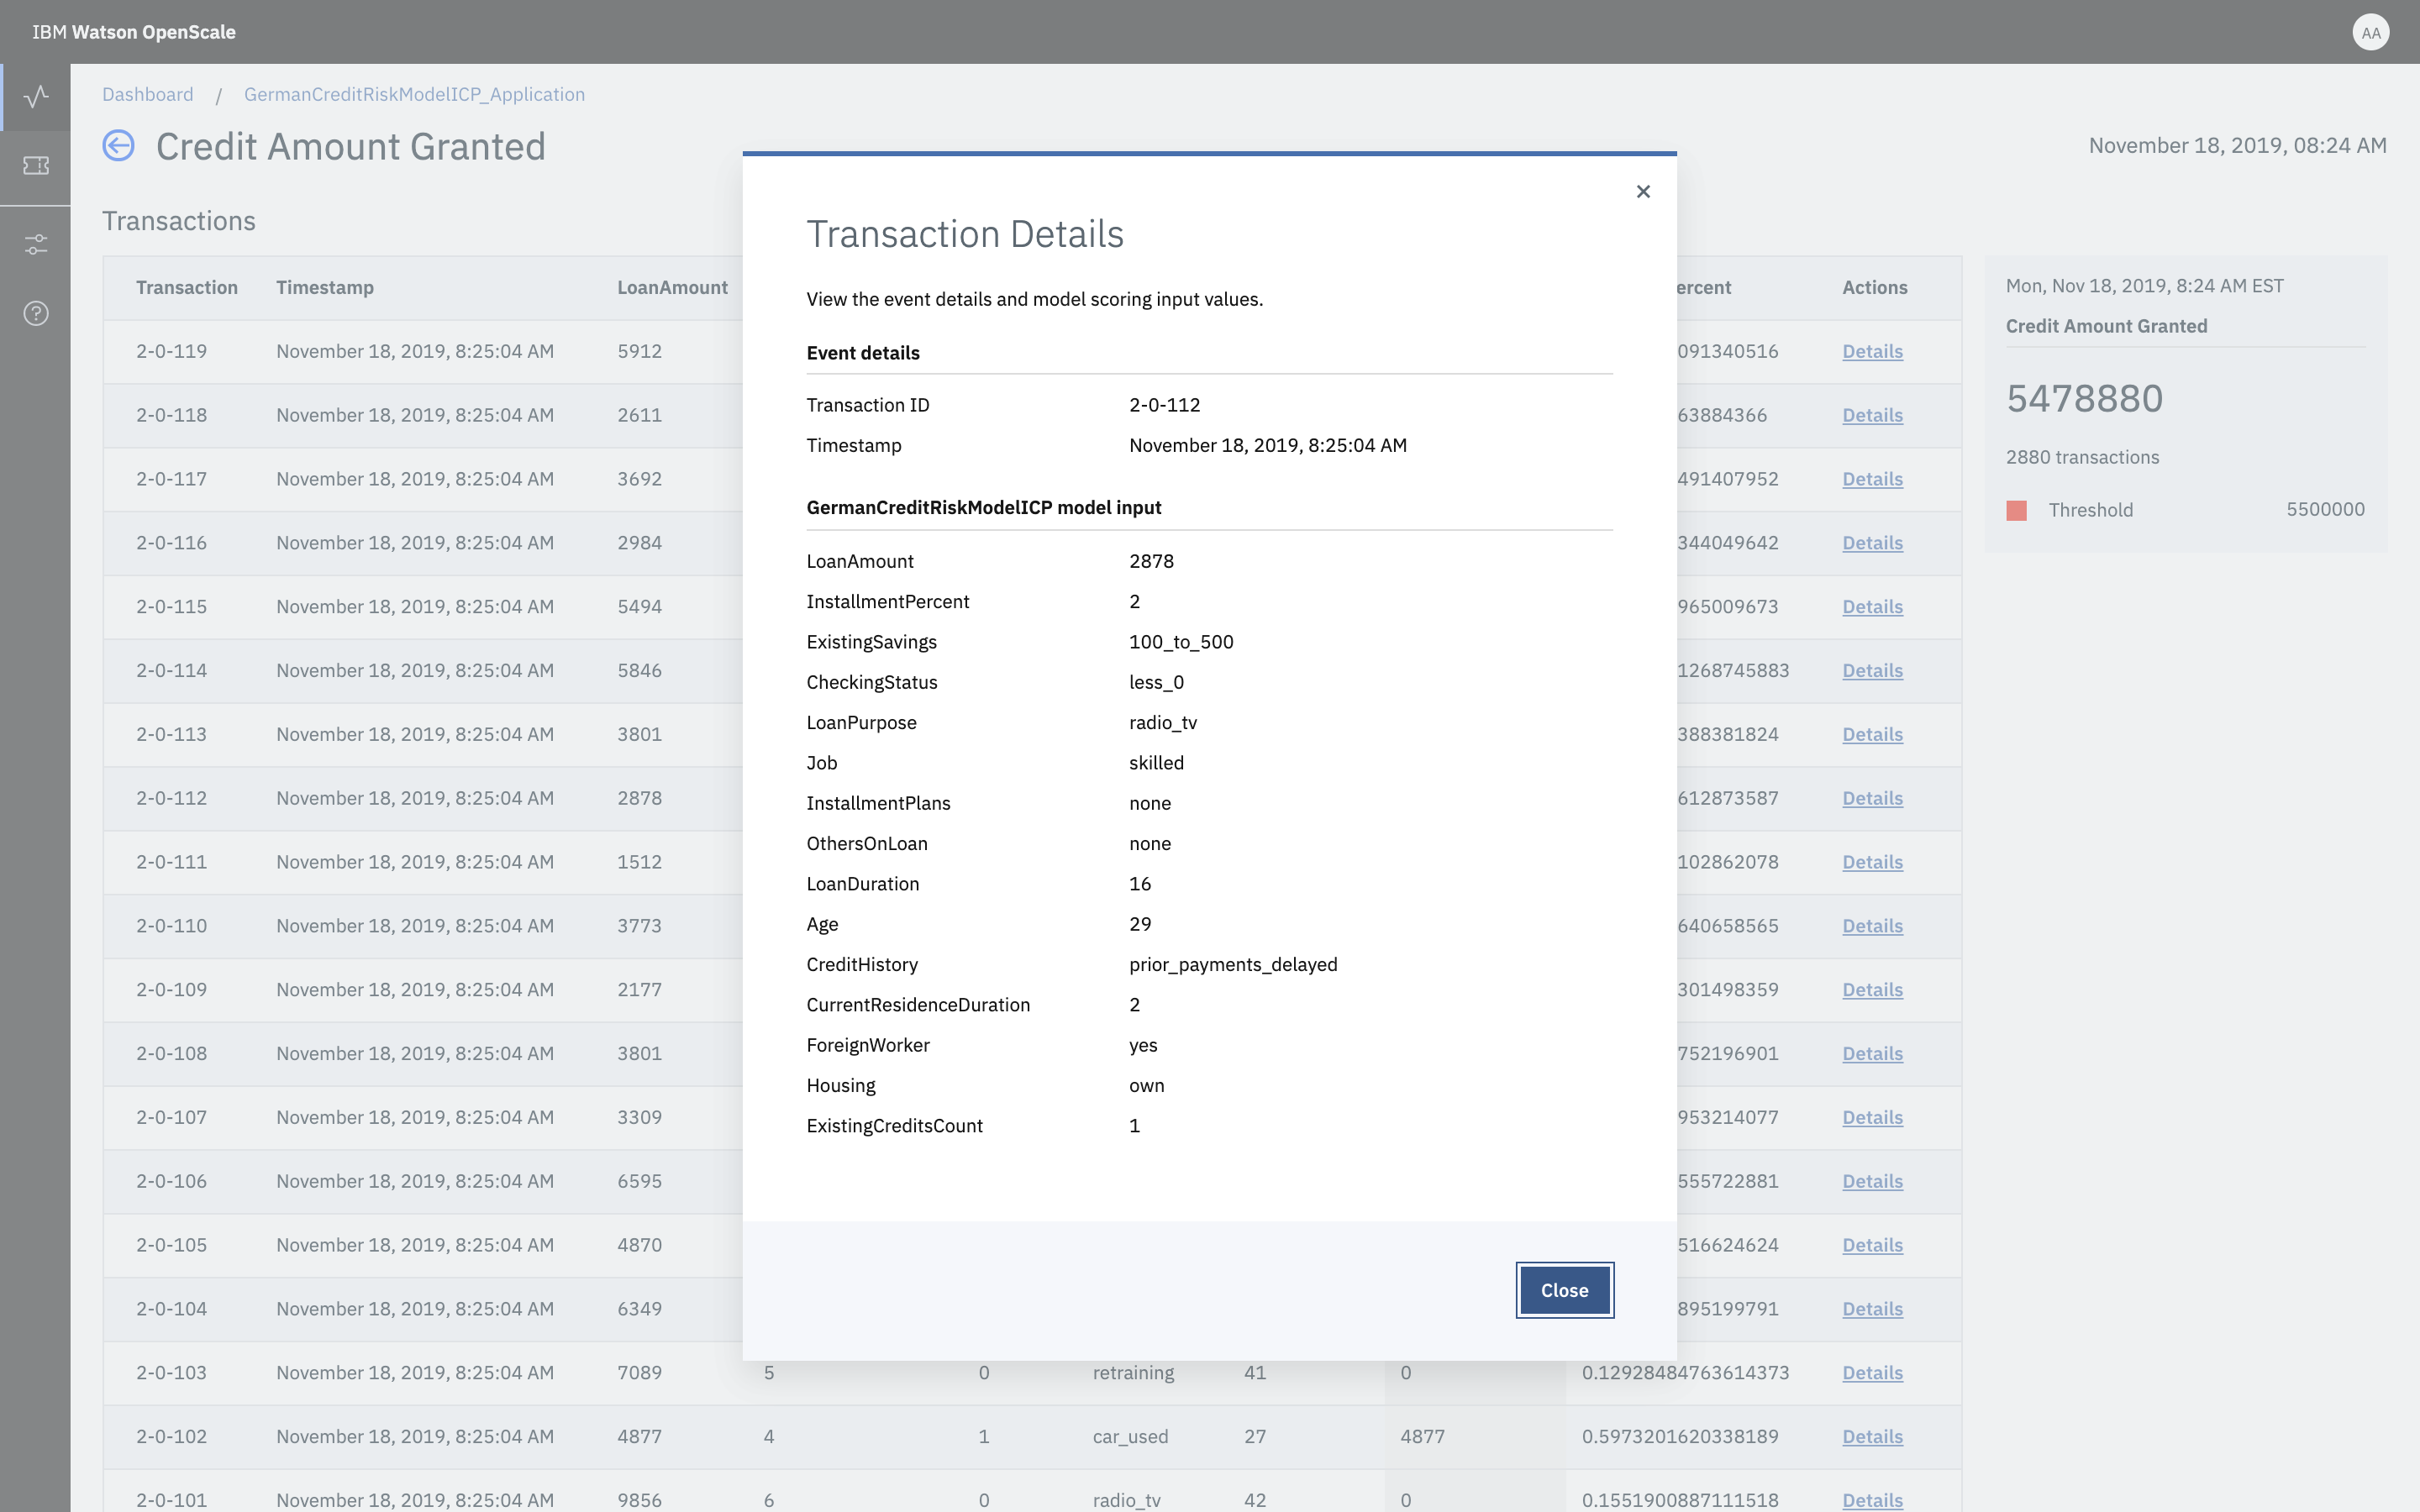 IBM Watson OpenScale
AA
Dashboard / GermanCreditRiskModelICP_Application
Credit Amount Granted
November 18, 2019, 08:24 AM
Transactions
Transaction Timestamp LoanAmount Actions
2-0-119 November 18, 2019, 8:25:04 AM 5912 091340516 Details
2-0-118 November 18, 2019, 8:25:04 AM 2611 63884366 Details
2-0-117 November 18, 2019, 8:25:04 AM 3692 491407952 Details
2-0-116 November 18, 2019, 8:25:04 AM 2984 344049642 Details
2-0-115 November 18, 2019, 8:25:04 AM 5494 965009673 Details
2-0-114 November 18, 2019, 8:25:04 AM 5846 1268745883 Details
2-0-113 November 18, 2019, 8:25:04 AM 3801 388381824 Details
2-0-112 November 18, 2019, 8:25:04 AM 2878 612873587 Details
2-0-111 November 18, 2019, 8:25:04 AM 1512 102862078 Details
2-0-110 November 18, 2019, 8:25:04 AM 3773 640658565 Details
2-0-109 November 18, 2019, 8:25:04 AM 2177 301498359 Details
2-0-108 November 18, 2019, 8:25:04 AM 3801 752196901 Details
2-0-107 November 18, 2019, 8:25:04 AM 3309 953214077 Details
2-0-106 November 18, 2019, 8:25:04 AM 6595 555722881 Details
2-0-105 November 18, 2019, 8:25:04 AM 4870 516624624 Details
2-0-104 November 18, 2019, 8:25:04 AM 6349 895199791 Details
2-0-103 November 18, 2019, 8:25:04 AM 7089 5 0 retraining 41 0 0.12928484763614373 Details
2-0-102 November 18, 2019, 8:25:04 AM 4877 4 1 car_used 27 4877 0.5973201620338189 Details
2-0-101 November 18, 2019, 8:25:04 AM 9856 6 0 radio_tv 42 0 0.1551900887111518 Details
Transaction Details
View the event details and model scoring input values.
Event details
Transaction ID 2-0-112
Timestamp November 18, 2019, 8:25:04 AM
GermanCreditRiskModelICP model input
LoanAmount 2878
InstallmentPercent 2
ExistingSavings 100_to_500
CheckingStatus less_0
LoanPurpose radio_tv
Job skilled
InstallmentPlans none
OthersOnLoan none
LoanDuration 16
Age 29
CreditHistory prior_payments_delayed
CurrentResidenceDuration 2
ForeignWorker yes
Housing own
ExistingCreditsCount 1
Close
Mon, Nov 18, 2019, 8:24 AM EST
Credit Amount Granted
5478880
2880 transactions
Threshold 5500000